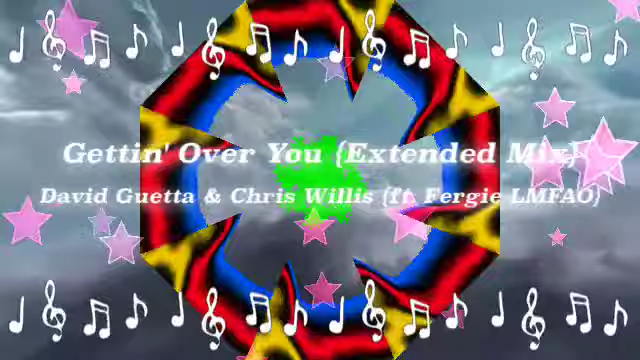 Gettin' Over You {Extended Mix}
David Guetta & Chris Willis (ft. Fergie LMFAO)